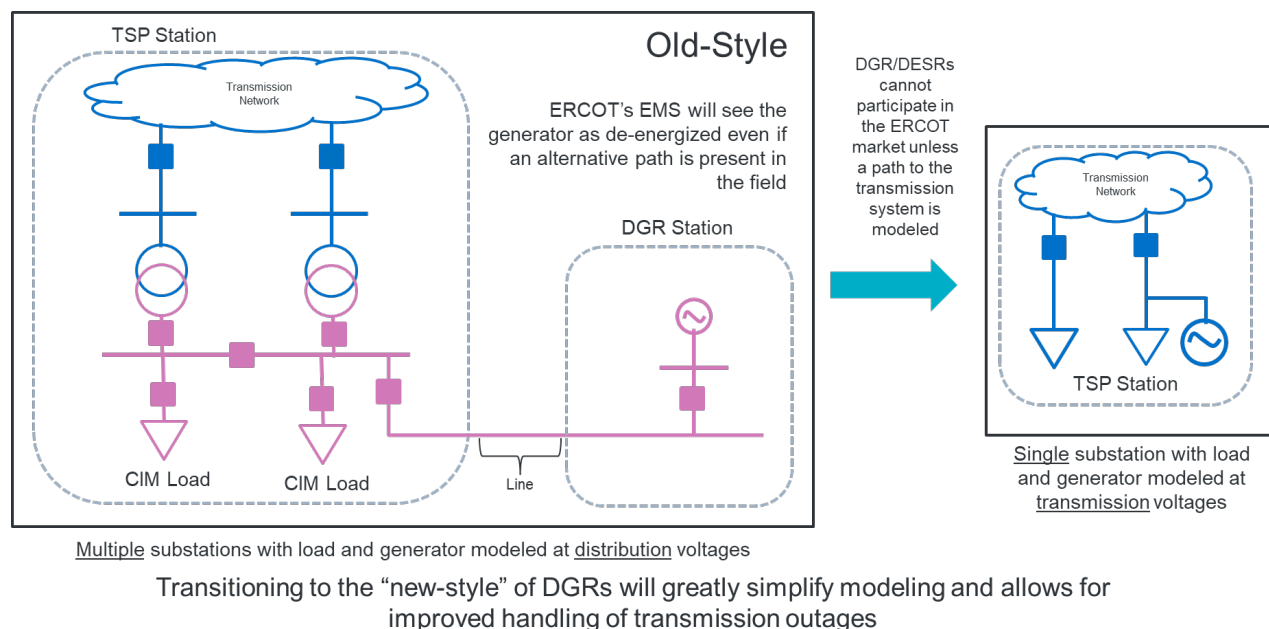 TSP Station
Transmission
Network
Old-Style
ERCOT's EMS will see the
generator as de-energized even if
an alternative path is present in
the field
DGR Station
CIM Load
CIM Load
Line
Multiple substations with load and generator modeled at distribution voltages
DGR/DESRs
cannot
participate in
the ERCOT
market unless
a path to the
transmission
system is
modeled
Transmission
Network
TSP Station
Single substation with load
and generator modeled at
transmission voltages
Transitioning to the “new-style” of DGRs will greatly simplify modeling and allows for
improved handling of transmission outages